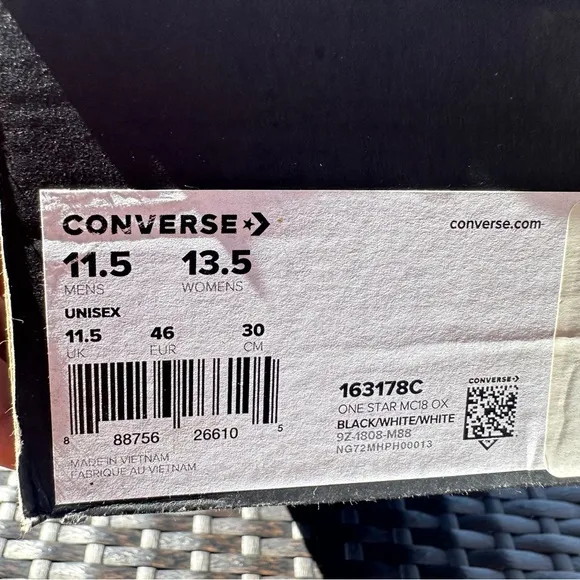 CONVERSE
converse.com
11.5 13.5
MENS WOMENS
UNISEX
11.5 46 30
UK EUR CM
8 88756 26610 5
MADE IN VIETNAM
FABRIQUE AU VIETNAM
163178C
ONE STAR MC18 OX
BLACK/WHITE/WHITE
9Z-1808-M88
NG72MHPH00013
CONVERSE